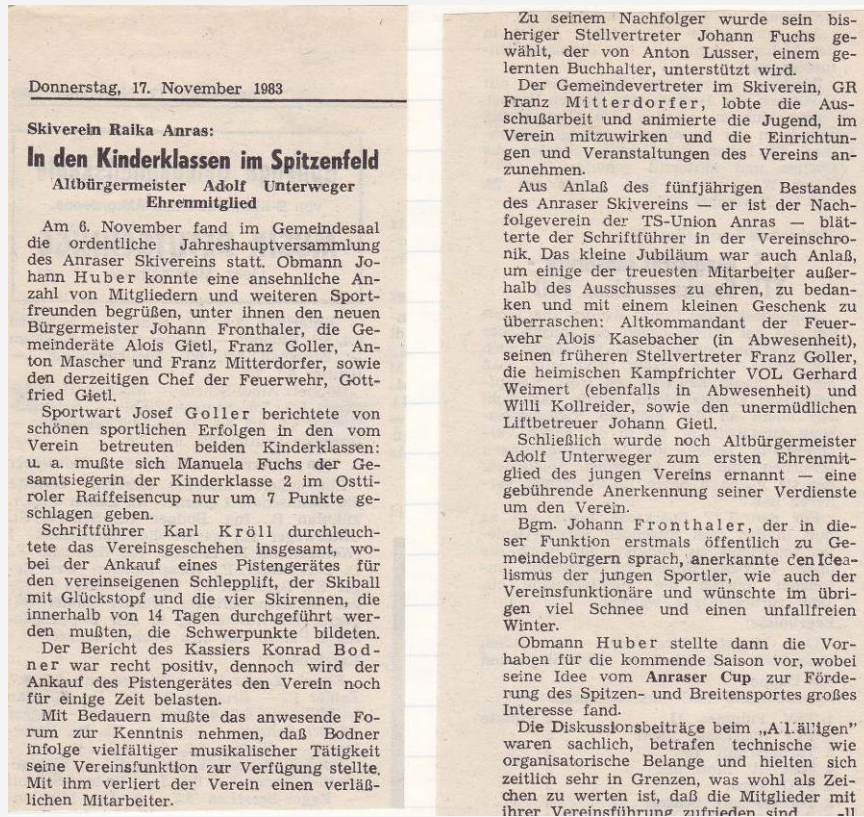 Donnerstag, 17. November 1983
Skiverein Raika Anras:
In den Kinderklassen im Spitzenfeld
Altbürgermeister Adolf Unterweger
Ehrenmitglied
Am 6. November fand im Gemeindesaal
die ordentliche Jahreshauptversammlung
des Anraser Skivereins statt. Obmann Jo-
hann Huber konnte eine ansehnliche An-
zahl von Mitgliedern und weiteren Sport-
freunden begrüßen, unter ihnen den neuen
Bürgermeister Johann Fronthaler, die Ge-
meinderäte Alois Gietl, Franz Goller, An-
ton Mascher und Franz Mitterdorfer, sowie
den derzeitigen Chef der Feuerwehr, Gott-
fried Gietl.
Sportwart Josef Goller berichtete von
schönen sportlichen Erfolgen in den vom
Verein betreuten beiden Kinderklassen:
u. a. mußte sich Manuela Fuchs der Ge-
samtsiegerin der Kinderklasse 2 im Ostti-
roler Raiffeisencup nur um 7 Punkte ge-
schlagen geben.
Schriftführer Karl Kröll durchleuch-
tete das Vereinsgeschehen insgesamt, wo-
bei der Ankauf eines Pistengerätes für
den vereinseigenen Schlepplift, der Skiball
mit Glückstopf und die vier Skirennen, die
innerhalb von 14 Tagen durchgeführt wer-
den mußten, die Schwerpunkte bildeten.
Der Bericht des Kassiers Konrad Bod-
ner war recht positiv, dennoch wird der
Ankauf des Pistengerätes den Verein noch
für einige Zeit belasten.
Mit Bedauern mußte das anwesende Fo-
rum zur Kenntnis nehmen, daß Bodner
infolge vielfältiger musikalischer Tätigkeit
seine Vereinsfunktion zur Verfügung stellte.
Mit ihm verliert der Verein einen verläß-
lichen Mitarbeiter.
Zu seinem Nachfolger wurde sein bis-
heriger Stellvertreter Johann Fuchs ge-
wählt, der von Anton Lusser, einem ge-
lernten Buchhalter, unterstützt wird.
Der Gemeindevertreter im Skiverein, GR
Franz Mitterdorfer, lobte die Aus-
schußarbeit und animierte die Jugend, im
Verein mitzuwirken und die Einrichtun-
gen und Veranstaltungen des Vereins an-
zunehmen.
Aus Anlaß des fünfjährigen Bestandes
des Anraser Skivereins — er ist der Nach-
folgeverein der TS-Union Anras — blät-
terte der Schriftführer in der Vereinschro-
nik. Das kleine Jubiläum war auch Anlaß,
um einige der treuesten Mitarbeiter außer-
halb des Ausschusses zu ehren, zu bedan-
ken und mit einem kleinen Geschenk zu
überraschen: Altkommandant der Feuer-
wehr Alois Kasebacher (in Abwesenheit),
seinen früheren Stellvertreter Franz Goller,
die heimischen Kampfrichter VOL Gerhard
Weimert (ebenfalls in Abwesenheit) und
Willi Kollreider, sowie den unermüdlichen
Liftbetreuer Johann Gietl.
Schließlich wurde noch Altbürgermeister
Adolf Unterweger zum ersten Ehrenmit-
glied des jungen Vereins ernannt — eine
gebührende Anerkennung seiner Verdienste
um den Verein.
Bgm. Johann Fronthaler, der in die-
ser Funktion erstmals öffentlich zu Ge-
meindebürgern sprach, anerkannte den Idea-
lismus der jungen Sportler, wie auch der
Vereinsfunktionäre und wünschte im übri-
gen viel Schnee und einen unfallfreien
Winter.
Obmann Huber stellte dann die Vor-
haben für die kommende Saison vor, wobei
seine Idee vom Anraser Cup zur Förde-
rung des Spitzen- und Breitensportes großes
Interesse fand.
Die Diskussionsbeiträge beim „Allälligen"
waren sachlich, betrafen technische wie
organisatorische Belange und hielten sich
zeitlich sehr in Grenzen, was wohl als Zei-
chen zu werten ist, daß die Mitglieder mit
ihrer Vereinsführung zufrieden sind. -ll